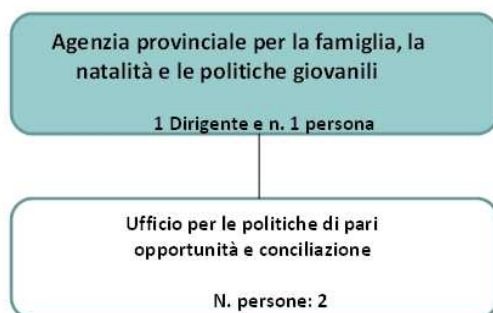 Agenzia provinciale per la famiglia, la
natalità e le politiche giovanili
1 Dirigente e n. 1 persona
Ufficio per le politiche di pari
opportunità e conciliazione
N. persone: 2